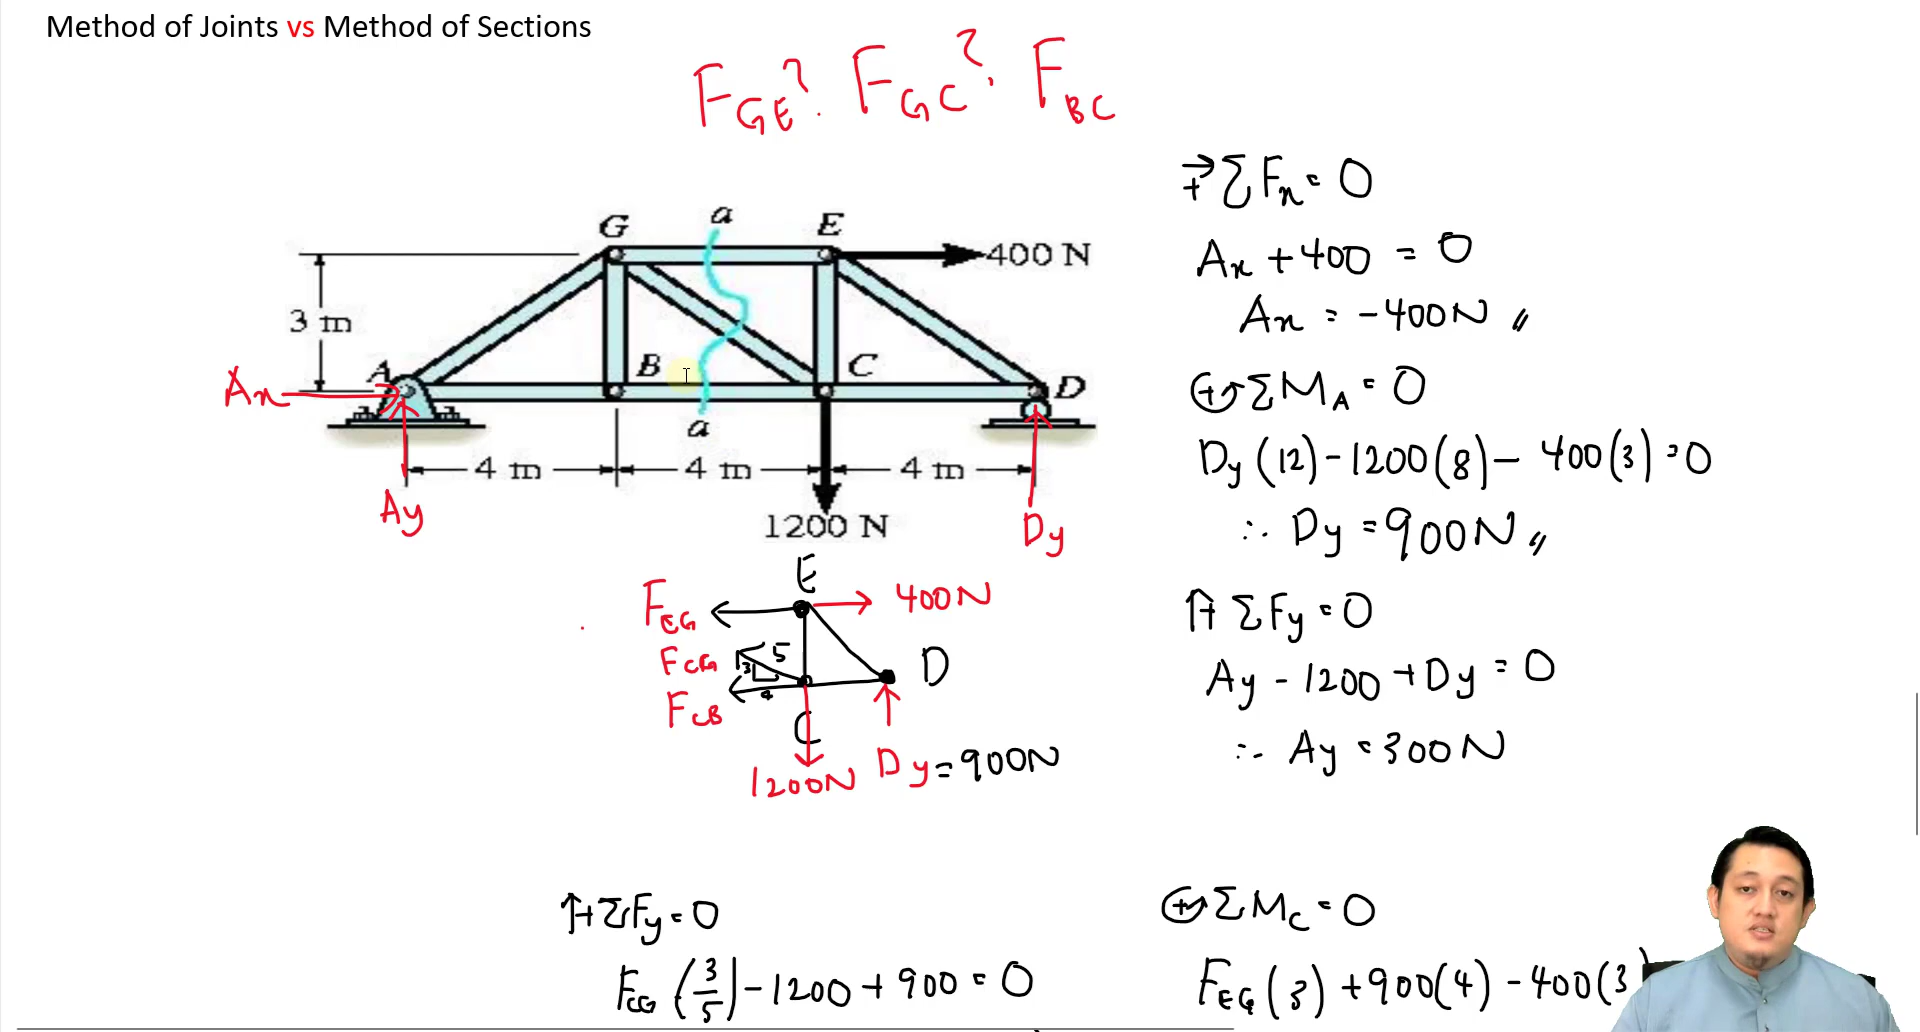 Method of Joints vs Method of Sections
F_GE? . F_GC? . F_BC
→+ ΣFx = 0
Ax + 400 = 0
Ax = -400N //
↺+ ΣM_A = 0
Dy (12) - 1200(8) - 400(3) = 0
∴ Dy = 900N //
↑+ ΣFy = 0
Ay - 1200 + Dy = 0
∴ Ay = 300N
a
G
E
400 N
3 m
A
B
C
D
a
Ax
4 m
4 m
4 m
Ay
1200 N
Dy
E
F_EG
400N
F_CG
5
3
4
D
F_CB
C
1200N
Dy = 900N
↑+ ΣFy = 0
F_CG (3/5) - 1200 + 900 = 0
↺+ ΣM_C = 0
F_EG (3) + 900(4) - 400(3